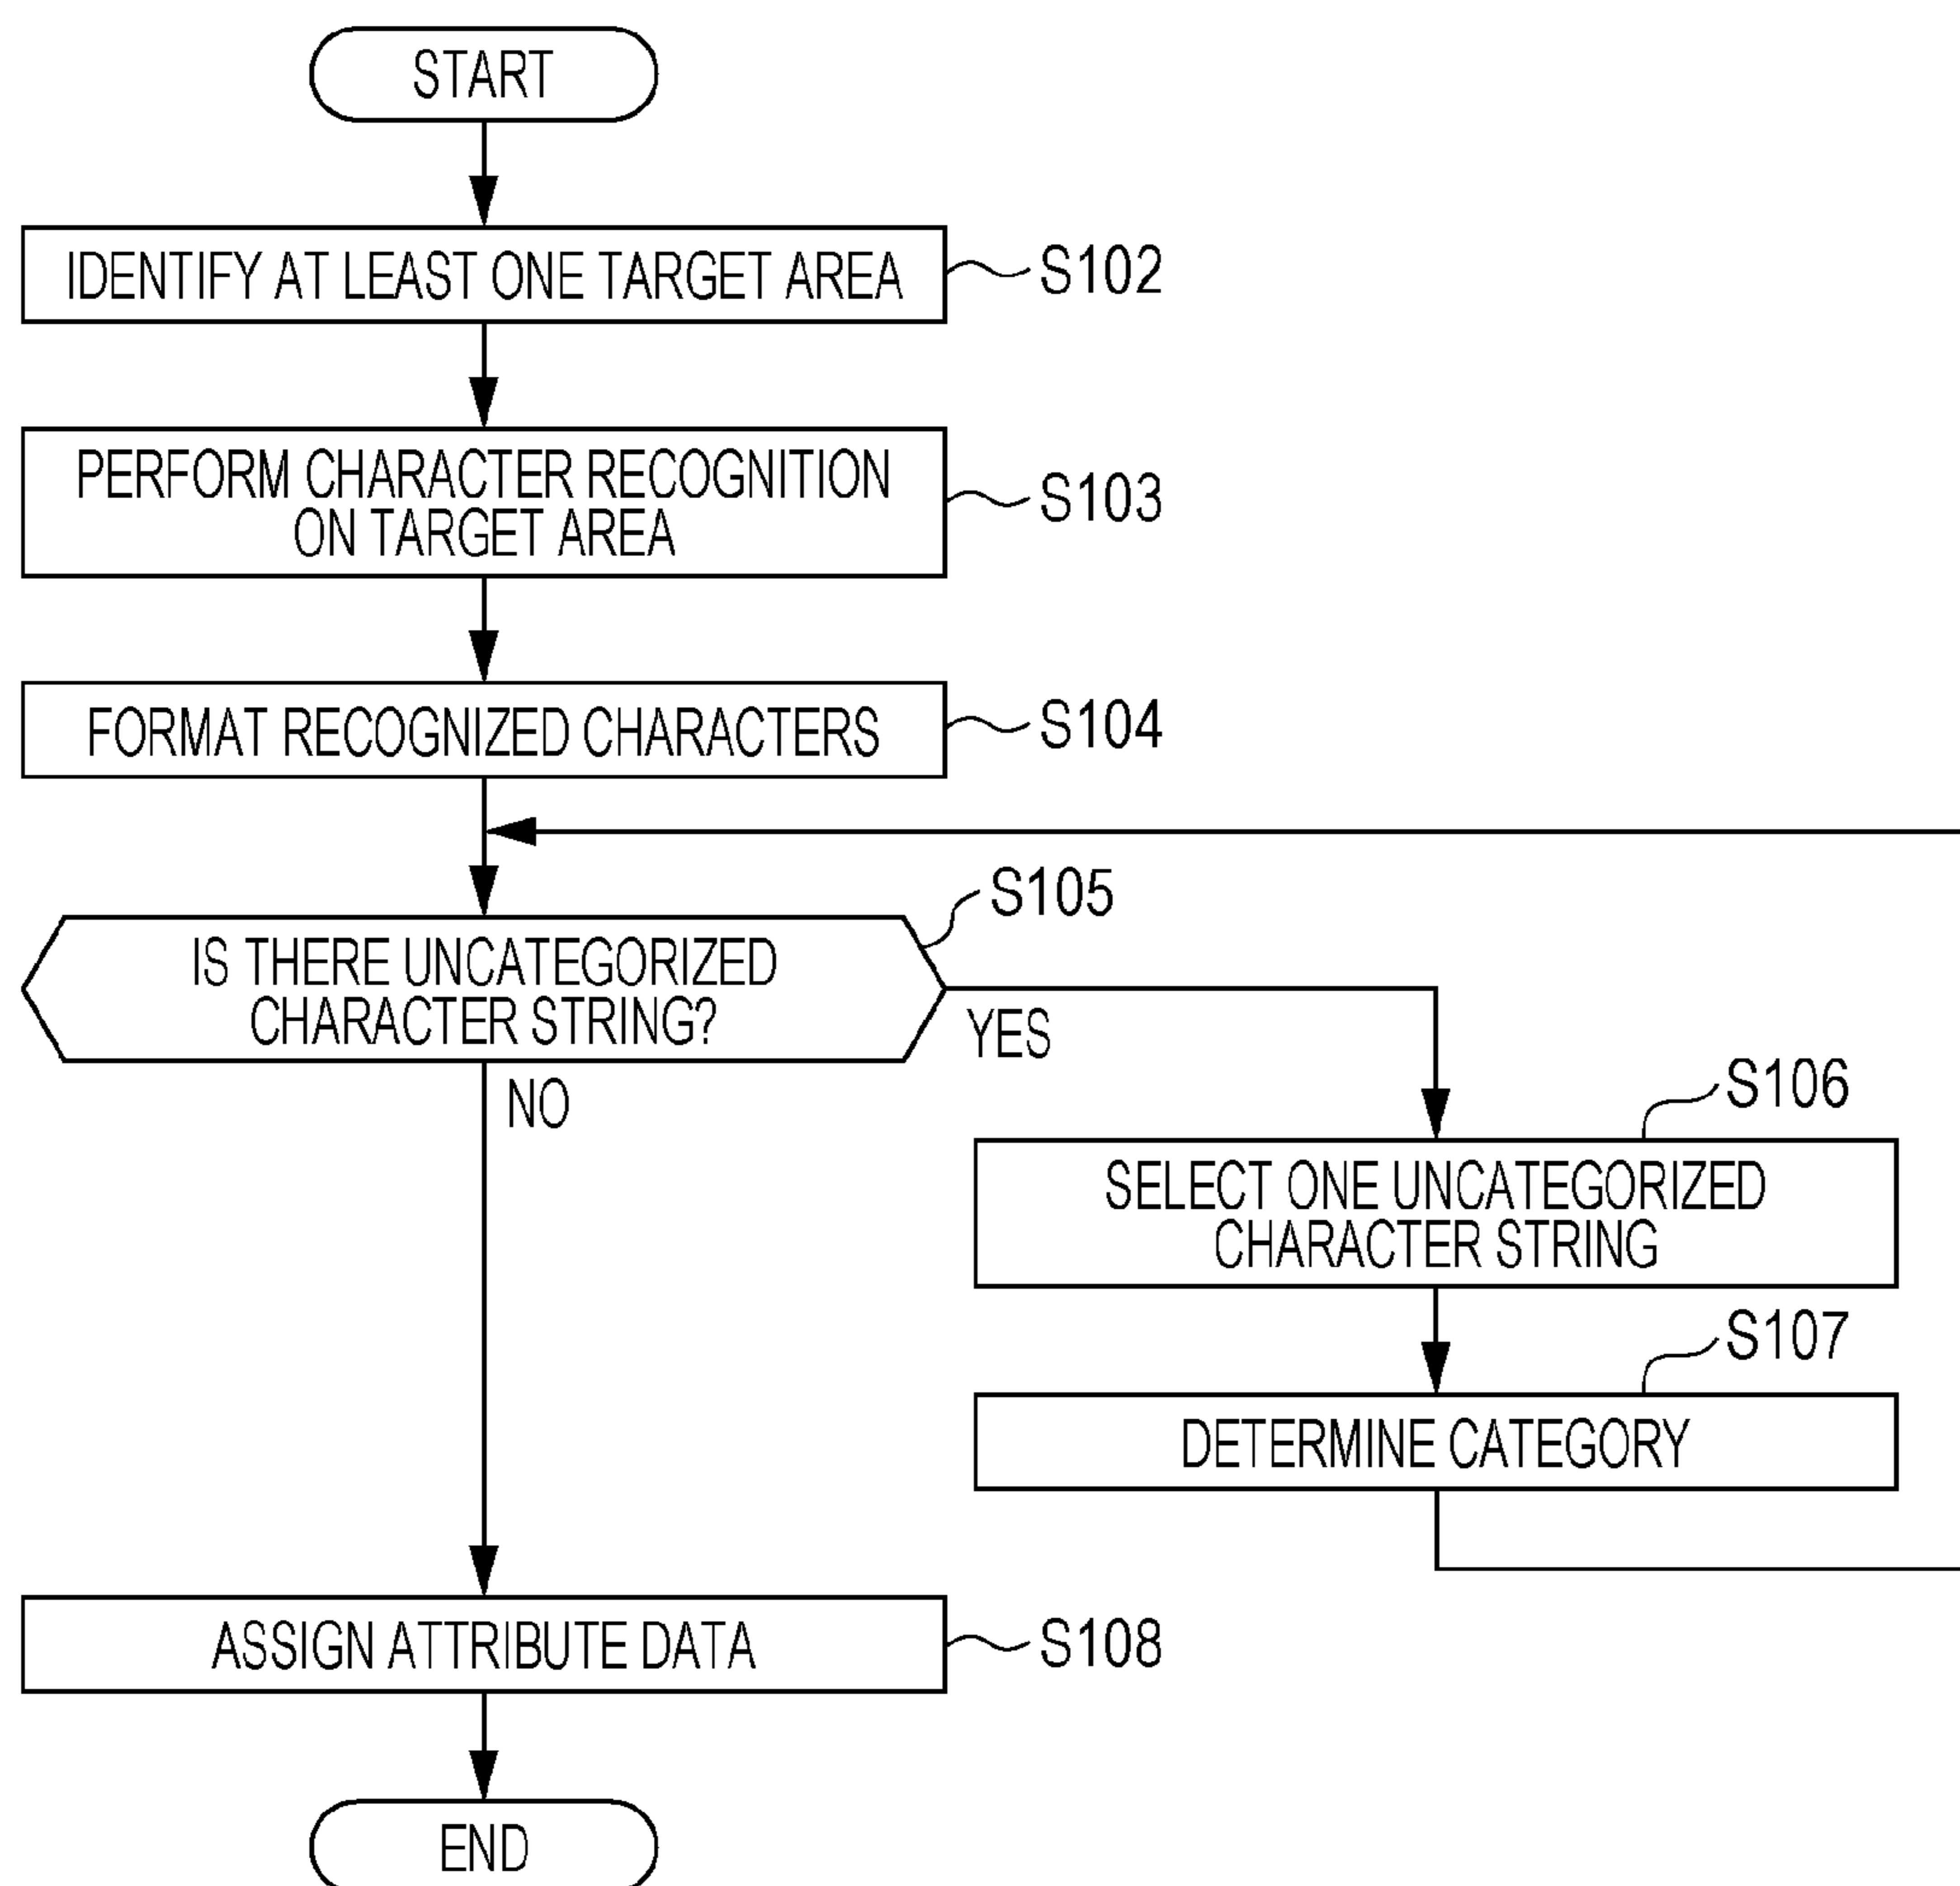 START
IDENTIFY AT LEAST ONE TARGET AREA
S102
PERFORM CHARACTER RECOGNITION
ON TARGET AREA
S103
FORMAT RECOGNIZED CHARACTERS
S104
S105
IS THERE UNCATEGORIZED
CHARACTER STRING?
YES
NO
S106
SELECT ONE UNCATEGORIZED
CHARACTER STRING
S107
DETERMINE CATEGORY
ASSIGN ATTRIBUTE DATA
S108
END